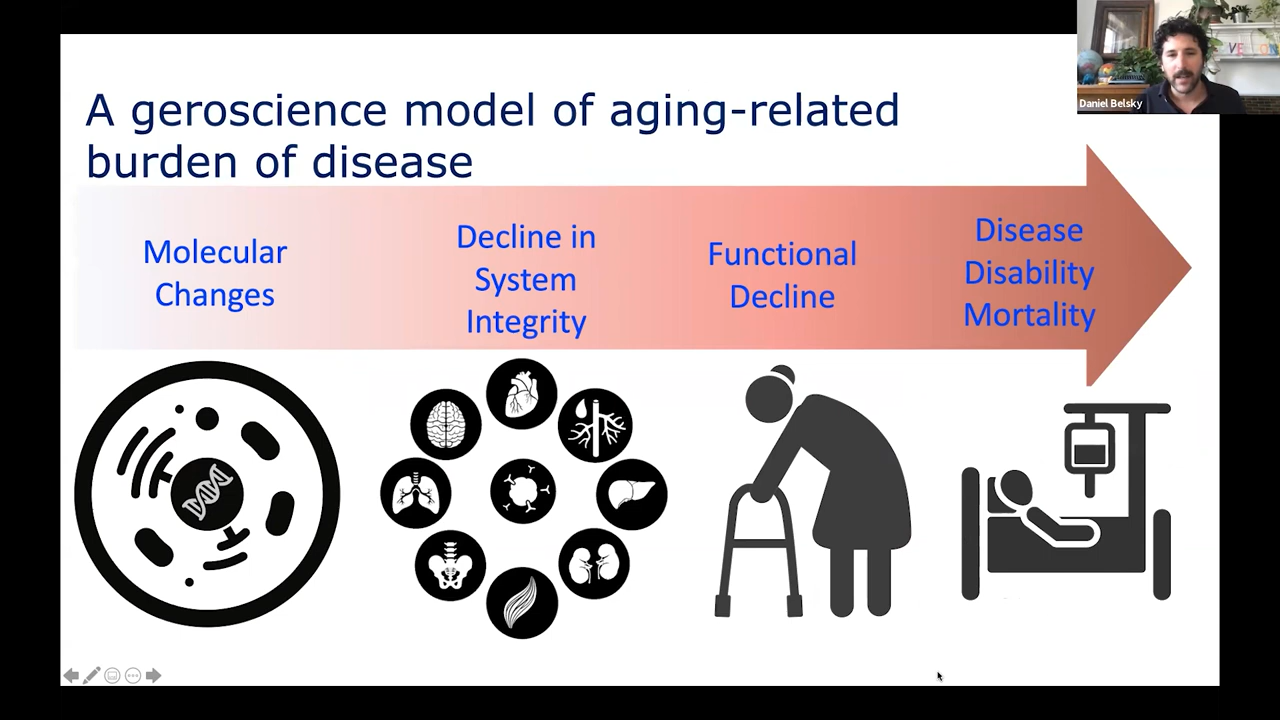 A geroscience model of aging-related
burden of disease
Molecular
Changes
Decline in
System
Integrity
Functional
Decline
Disease
Disability
Mortality
Daniel Belsky